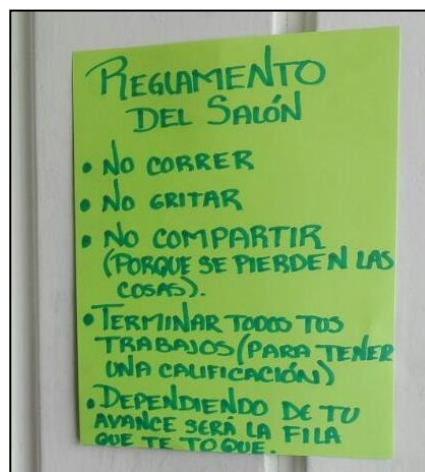 REGLAMENTO
DEL SALÓN
• NO CORRER
• NO GRITAR
• NO COMPARTIR
(PORQUE SE PIERDEN LAS
COSAS).
• TERMINAR TODOS TUS
TRABAJOS (PARA TENER
UNA CALIFICACIÓN)
• DEPENDIENDO DE TU
AVANCE SERÁ LA FILA
QUE TE TOQUE.